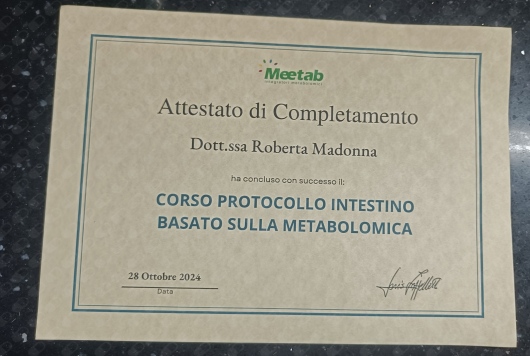 Meetab
Attestato di Completamento
Dott.ssa Roberta Madonna
ha concluso con successo il:
CORSO PROTOCOLLO INTESTINO
BASATO SULLA METABOLOMICA
28 Ottobre 2024
Data